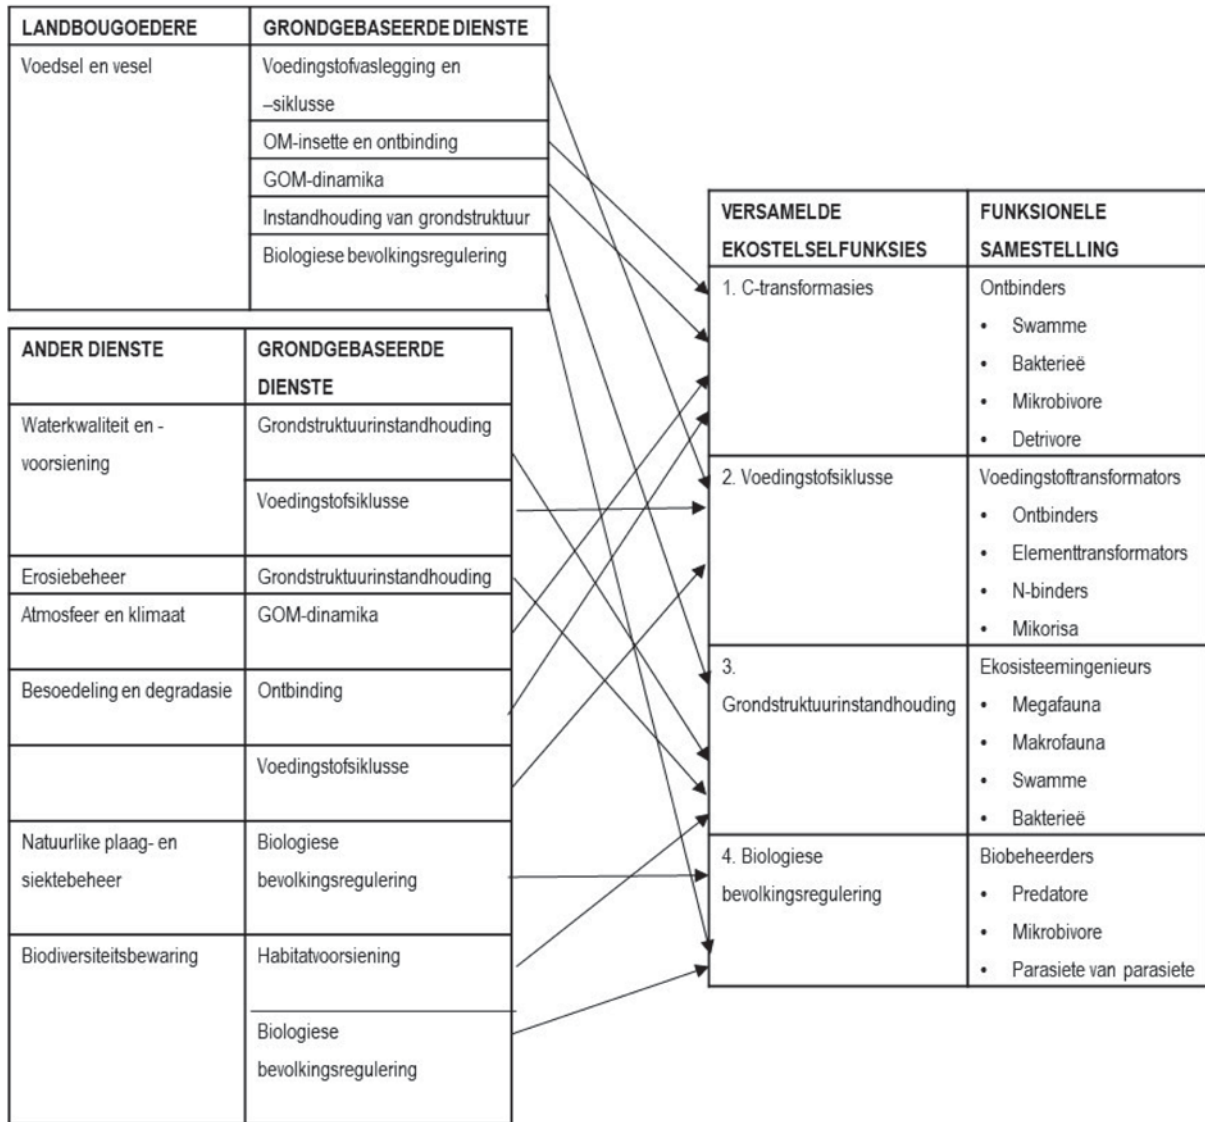 LANDBOUGOEDERE
GRONDGEBASEERDE DIENSTE
Voedsel en vesel
Voedingstofvaslegging en
–siklusse
OM-insette en ontbinding
GOM-dinamika
Instandhouding van grondstruktuur
Biologiese bevolkingsregulering
ANDER DIENSTE
GRONDGEBASEERDE
DIENSTE
Waterkwaliteit en -
voorsiening
Grondstruktuurinstandhouding
Voedingstofsiklusse
Erosiebeheer
Grondstruktuurinstandhouding
Atmosfeer en klimaat
GOM-dinamika
Besoedeling en degradasie
Ontbinding
Voedingstofsiklusse
Natuurlike plaag- en
siektebeheer
Biologiese
bevolkingsregulering
Biodiversiteitsbewaring
Habitatvoorsiening
Biologiese
bevolkingsregulering
VERSAMELDE
EKOSTELSELFUNKSIES
FUNKSIONELE
SAMESTELLING
1. C-transformasies
Ontbinders
• Swamme
• Bakterieë
• Mikrobivore
• Detrivore
2. Voedingstofsiklusse
Voedingstoftransformators
• Ontbinders
• Elementtransformators
• N-binders
• Mikorisa
3.
Grondstruktuurinstandhouding
Ekosisteemingenieurs
• Megafauna
• Makrofauna
• Swamme
• Bakterieë
4. Biologiese
bevolkingsregulering
Biobeheerders
• Predatore
• Mikrobivore
• Parasiete van parasiete